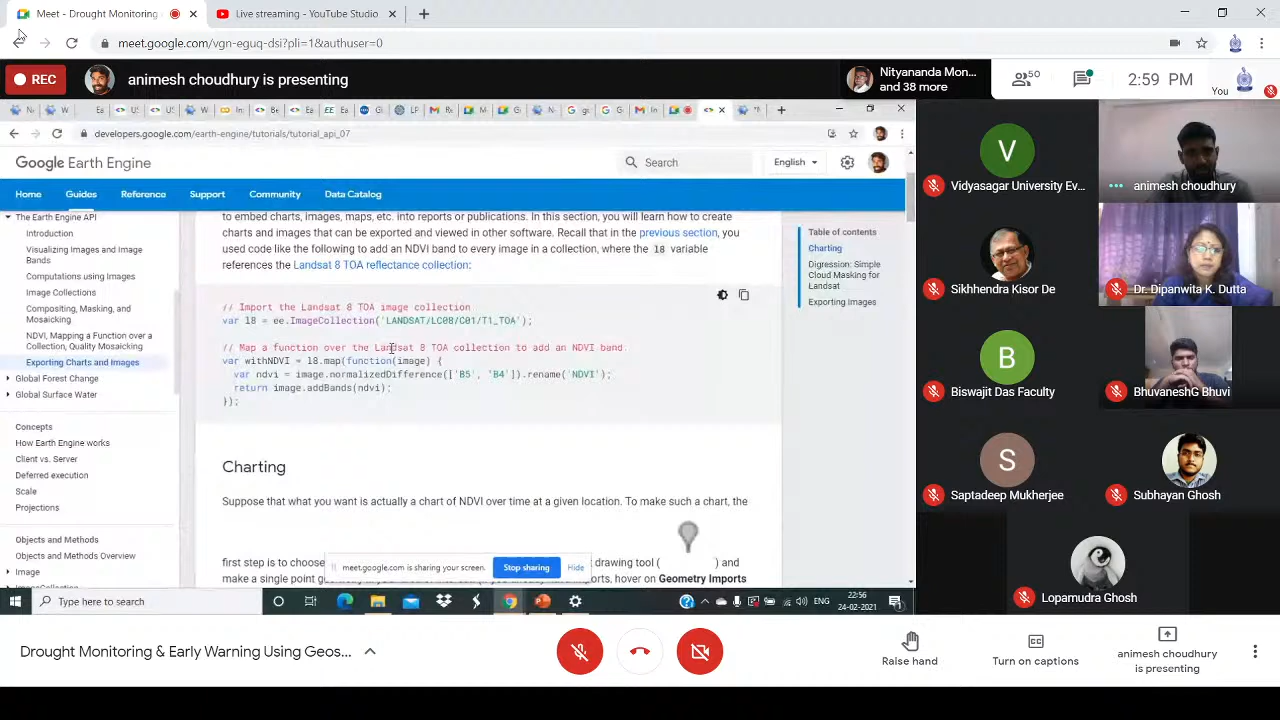 Meet - Drought Monitoring
Live streaming - YouTube Studio
meet.google.com/vgn-eguq-dsi?pli=1&authuser=0
REC
animesh choudhury is presenting
Nityananda Mon...
and 38 more
50
2:59 PM
You
developers.google.com/earth-engine/tutorials/tutorial_api_07
Google Earth Engine
Search
English
Home
Guides
Reference
Support
Community
Data Catalog
The Earth Engine API
Introduction
Visualizing Images and Image
Bands
Computations using Images
Image Collections
Compositing, Masking, and
Mosaicking
NDVI, Mapping a Function over a
Collection, Quality Mosaicking
Exporting Charts and Images
Global Forest Change
Global Surface Water
Concepts
How Earth Engine works
Client vs. Server
Deferred execution
Scale
Projections
Objects and Methods
Objects and Methods Overview
Image
ImageCollection
to embed charts, images, maps, etc. into reports or publications. In this section, you will learn how to create
charts and images that can be exported and viewed in other software. Recall that in the previous section, you
used code like the following to add an NDVI band to every image in a collection, where the l8 variable
references the Landsat 8 TOA reflectance collection:
// Import the Landsat 8 TOA image collection
var l8 = ee.ImageCollection('LANDSAT/LC08/C01/T1_TOA');
// Map a function over the Landsat 8 TOA collection to add an NDVI band.
var withNDVI = l8.map(function(image) {
var ndvi = image.normalizedDifference(['B5', 'B4']).rename('NDVI');
return image.addBands(ndvi);
});
Charting
Suppose that what you want is actually a chart of NDVI over time at a given location. To make such a chart, the
first step is to choose
drawing tool (
) and
make a single point
hover on Geometry Imports
Table of contents
Charting
Digression: Simple
Cloud Masking for
Landsat
Exporting Images
meet.google.com is sharing your screen.
Stop sharing
Hide
Type here to search
ENG
22:56
24-02-2021
V
Vidyasagar University Ev...
animesh choudhury
Sikhhendra Kisor De
Dr. Dipanwita K. Dutta
B
Biswajit Das Faculty
BhuvaneshG Bhuvi
S
Saptadeep Mukherjee
Subhayan Ghosh
Lopamudra Ghosh
Drought Monitoring & Early Warning Using Geos...
Raise hand
Turn on captions
animesh choudhury
is presenting